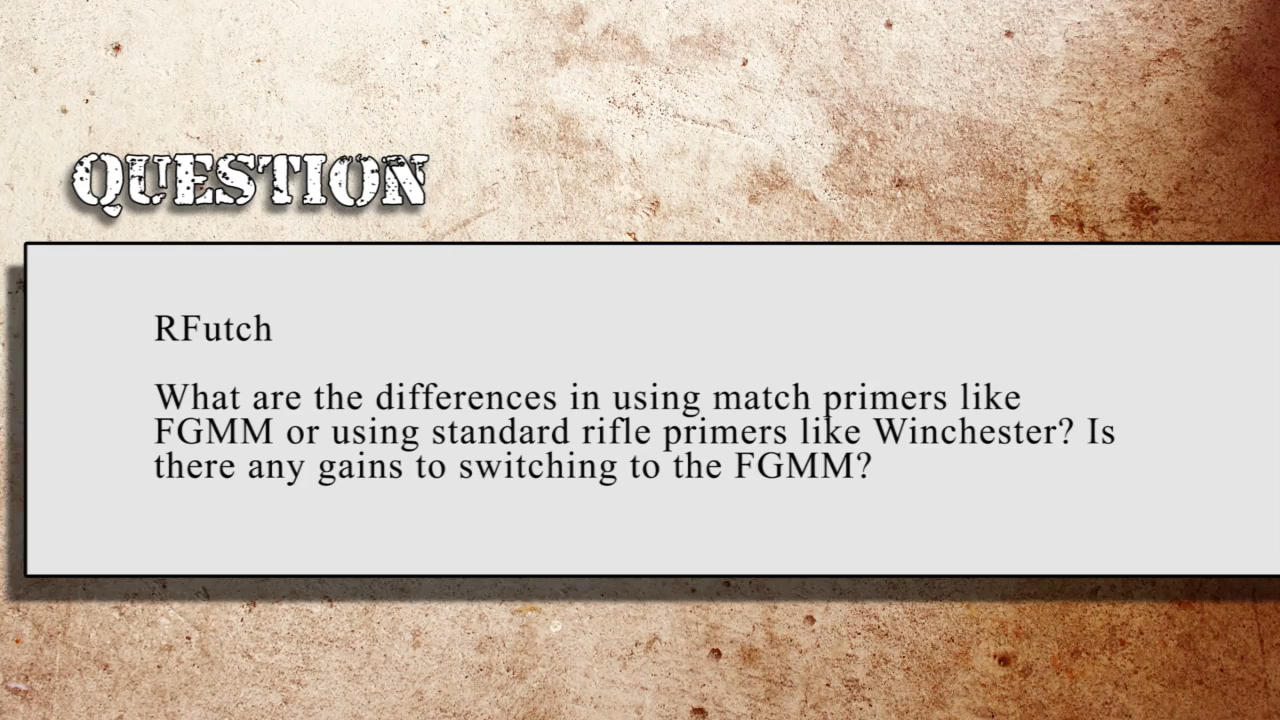 QUESTION
RFutch
What are the differences in using match primers like
FGMM or using standard rifle primers like Winchester? Is
there any gains to switching to the FGMM?